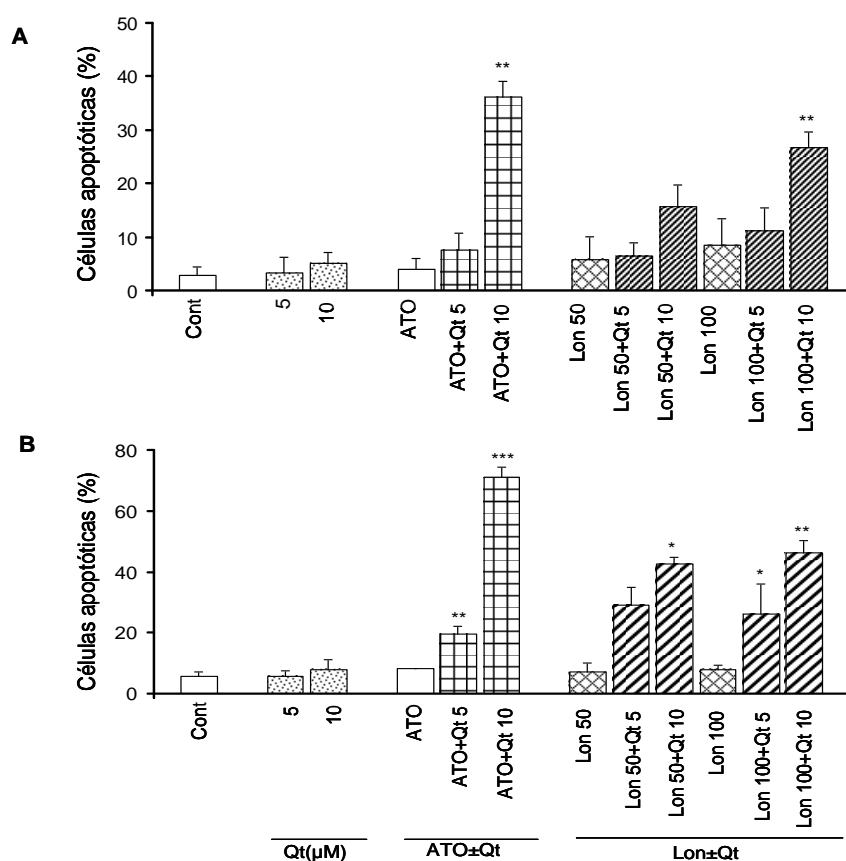 A
Células apoptóticas (%)
50
40
30
20
10
0
**
**
Cont
5
10
ATO
ATO+Qt 5
ATO+Qt 10
Lon 50
Lon 50+Qt 5
Lon 50+Qt 10
Lon 100
Lon 100+Qt 5
Lon 100+Qt 10
B
Células apoptóticas (%)
80
60
40
20
0
**
***
*
*
**
Cont
5
10
ATO
ATO+Qt 5
ATO+Qt 10
Lon 50
Lon 50+Qt 5
Lon 50+Qt 10
Lon 100
Lon 100+Qt 5
Lon 100+Qt 10
Qt(µM)
ATO±Qt
Lon±Qt